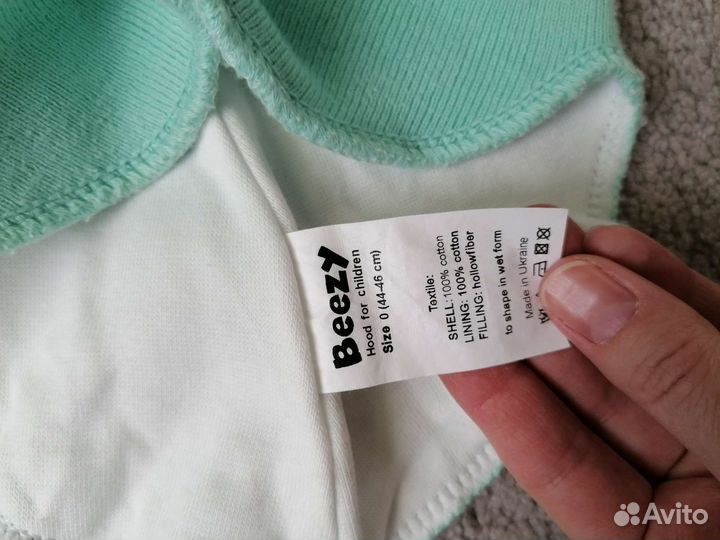 Beezy
Hood for children
Size 0 (44-46 cm)
Textile:
SHELL:100% cotton
LINING: 100% cotton
FILLING: hollowfiber
to shape in wet form
Made in Ukraine
Avito